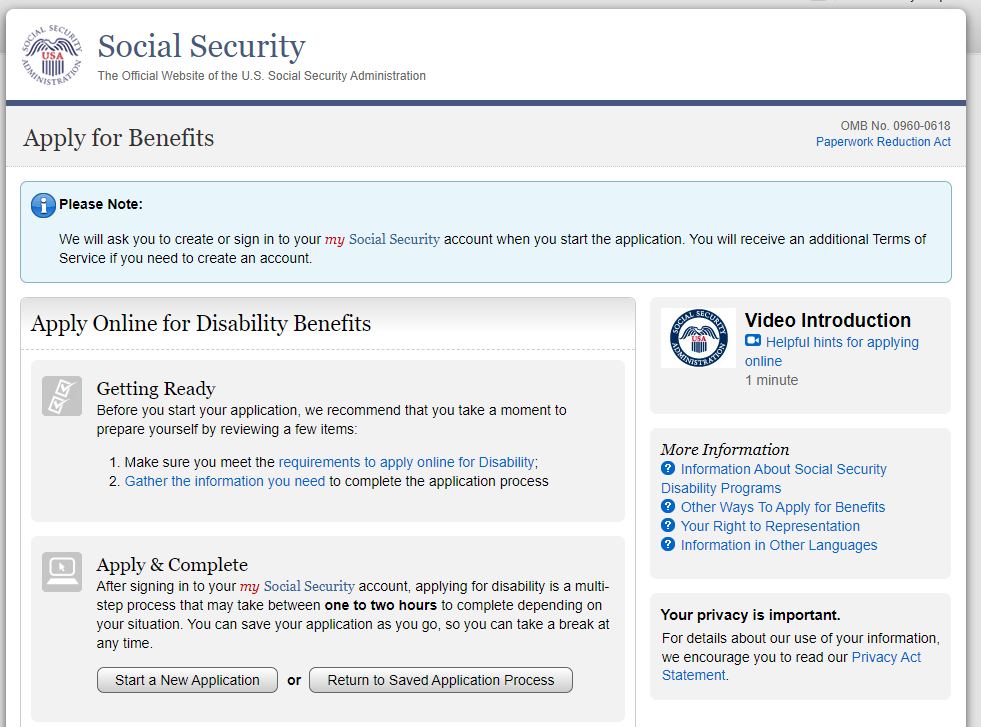 SOCIAL SECURITY ADMINISTRATION
USA
Social Security
The Official Website of the U.S. Social Security Administration
Apply for Benefits
OMB No. 0960-0618
Paperwork Reduction Act
Please Note:
We will ask you to create or sign in to your my Social Security account when you start the application. You will receive an additional Terms of
Service if you need to create an account.
Apply Online for Disability Benefits
Getting Ready
Before you start your application, we recommend that you take a moment to
prepare yourself by reviewing a few items:
1. Make sure you meet the requirements to apply online for Disability;
2. Gather the information you need to complete the application process
Apply & Complete
After signing in to your my Social Security account, applying for disability is a multi-
step process that may take between one to two hours to complete depending on
your situation. You can save your application as you go, so you can take a break at
any time.
Start a New Application or Return to Saved Application Process
SOCIAL SECURITY ADMINISTRATION
USA
Video Introduction
Helpful hints for applying
online
1 minute
More Information
Information About Social Security
Disability Programs
Other Ways To Apply for Benefits
Your Right to Representation
Information in Other Languages
Your privacy is important.
For details about our use of your information,
we encourage you to read our Privacy Act
Statement.